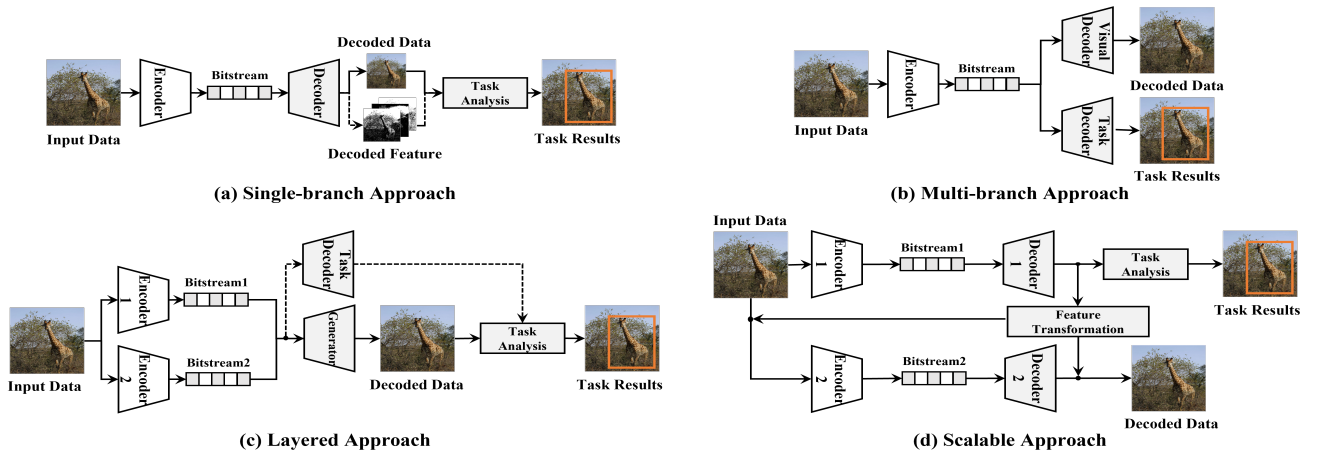 Input Data
Encoder
Bitstream
Decoder
Decoded Data
Decoded Feature
Task
Analysis
Task Results
(a) Single-branch Approach
Input Data
Encoder
Bitstream
Visual
Decoder
Decoded Data
Task
Decoder
Task Results
(b) Multi-branch Approach
Input Data
Encoder
1
Bitstream1
Encoder
2
Bitstream2
Task
Decoder
Generator
Decoded Data
Task
Analysis
Task Results
(c) Layered Approach
Input Data
Encoder
1
Bitstream1
Decoder
1
Task
Analysis
Task Results
Feature
Transformation
Encoder
2
Bitstream2
Decoder
2
Decoded Data
(d) Scalable Approach